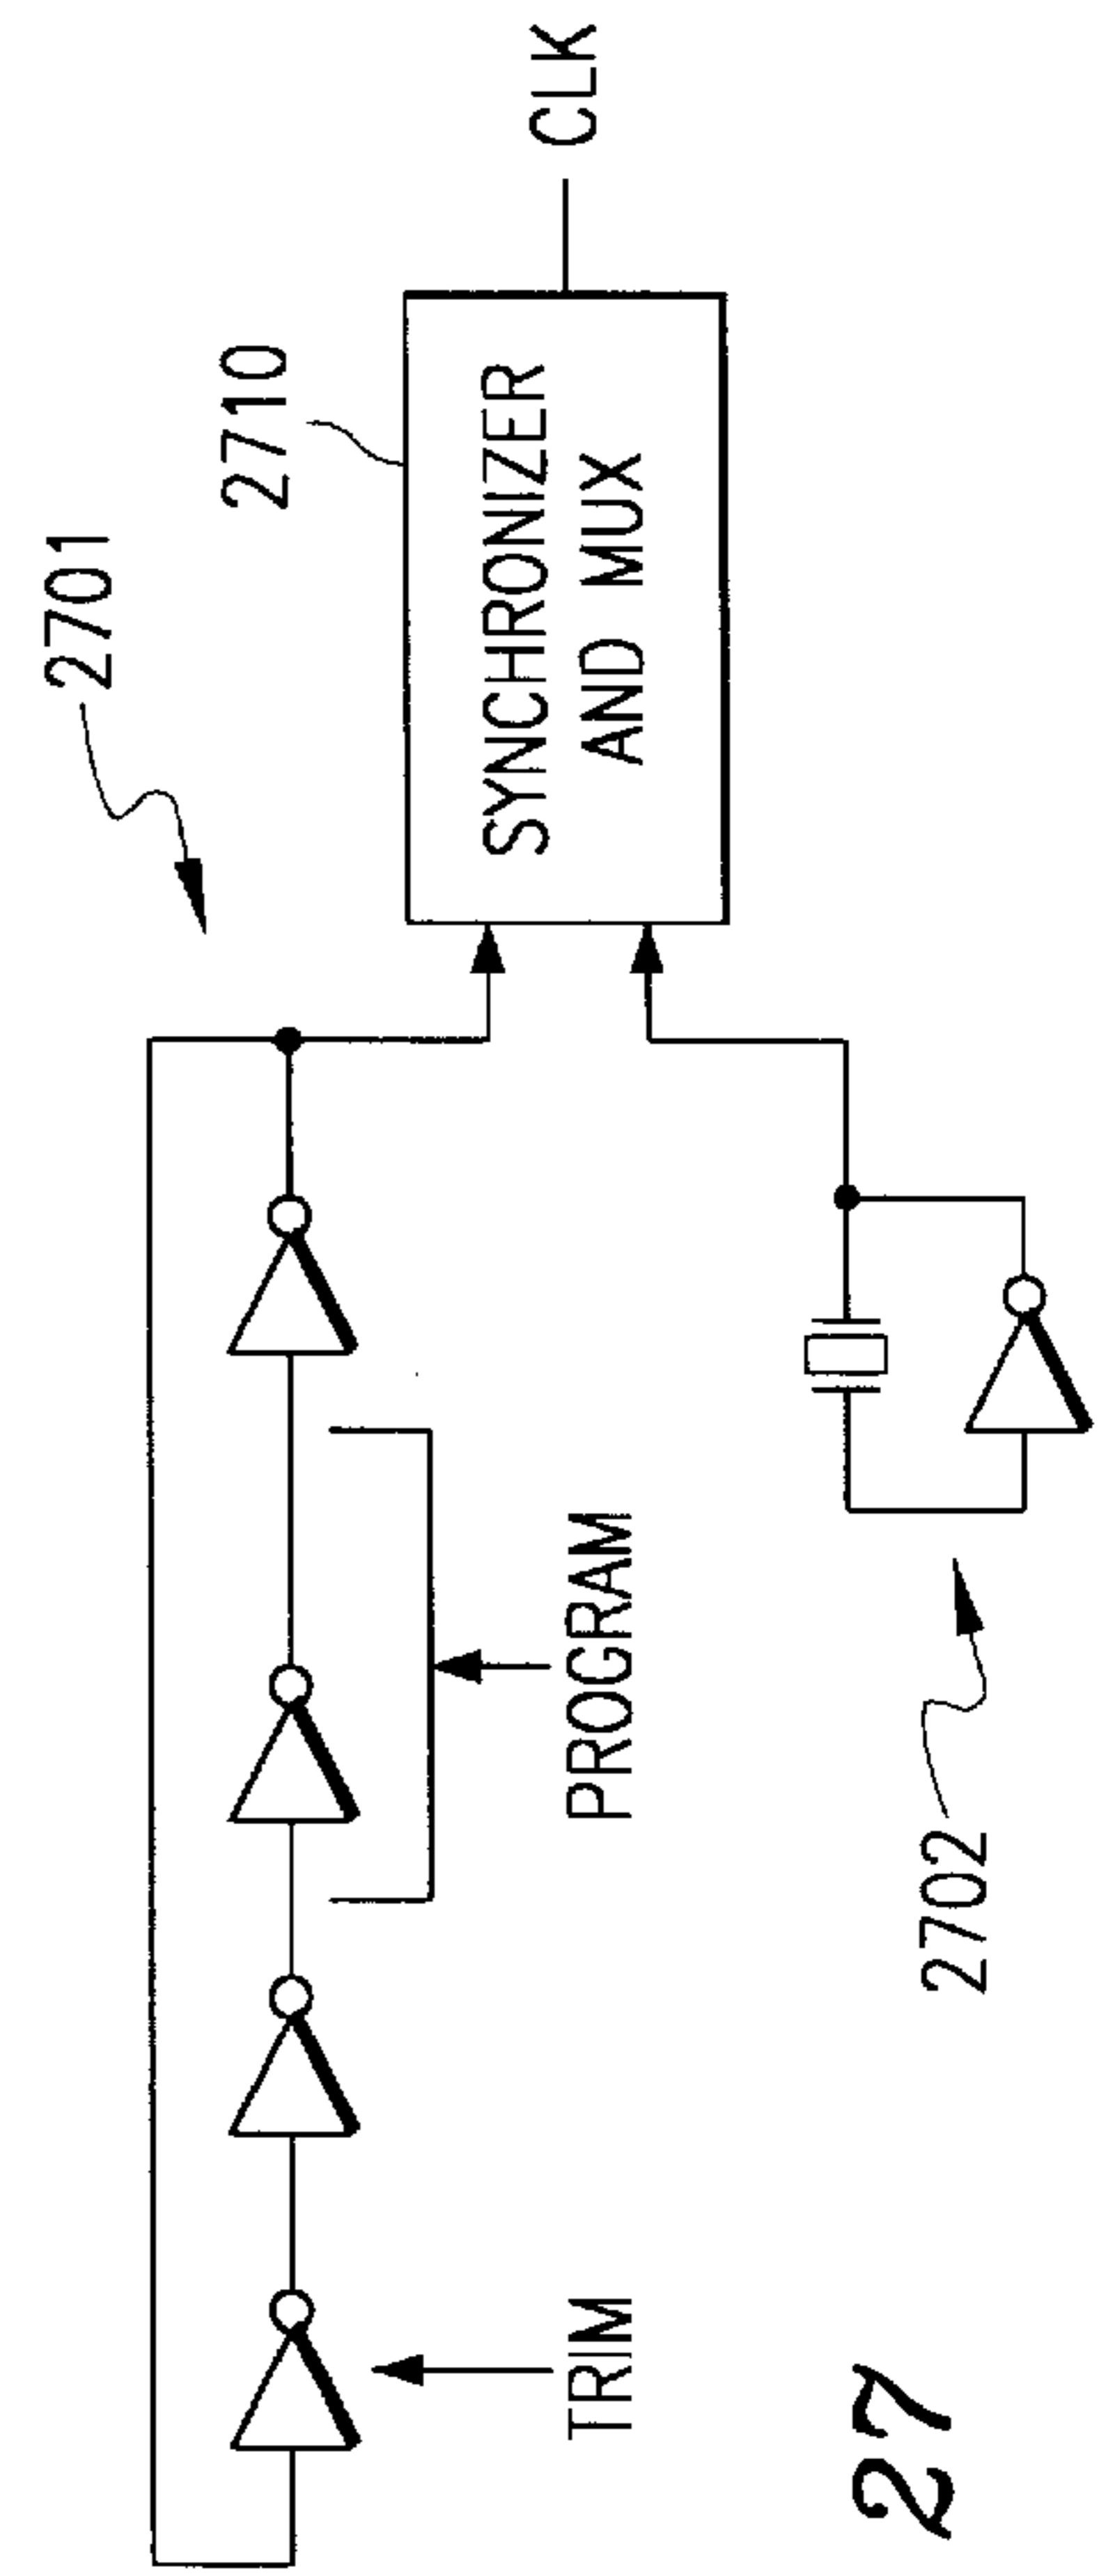 2701
2710
SYNCHRONIZER
AND MUX
CLK
TRIM
PROGRAM
2702
27